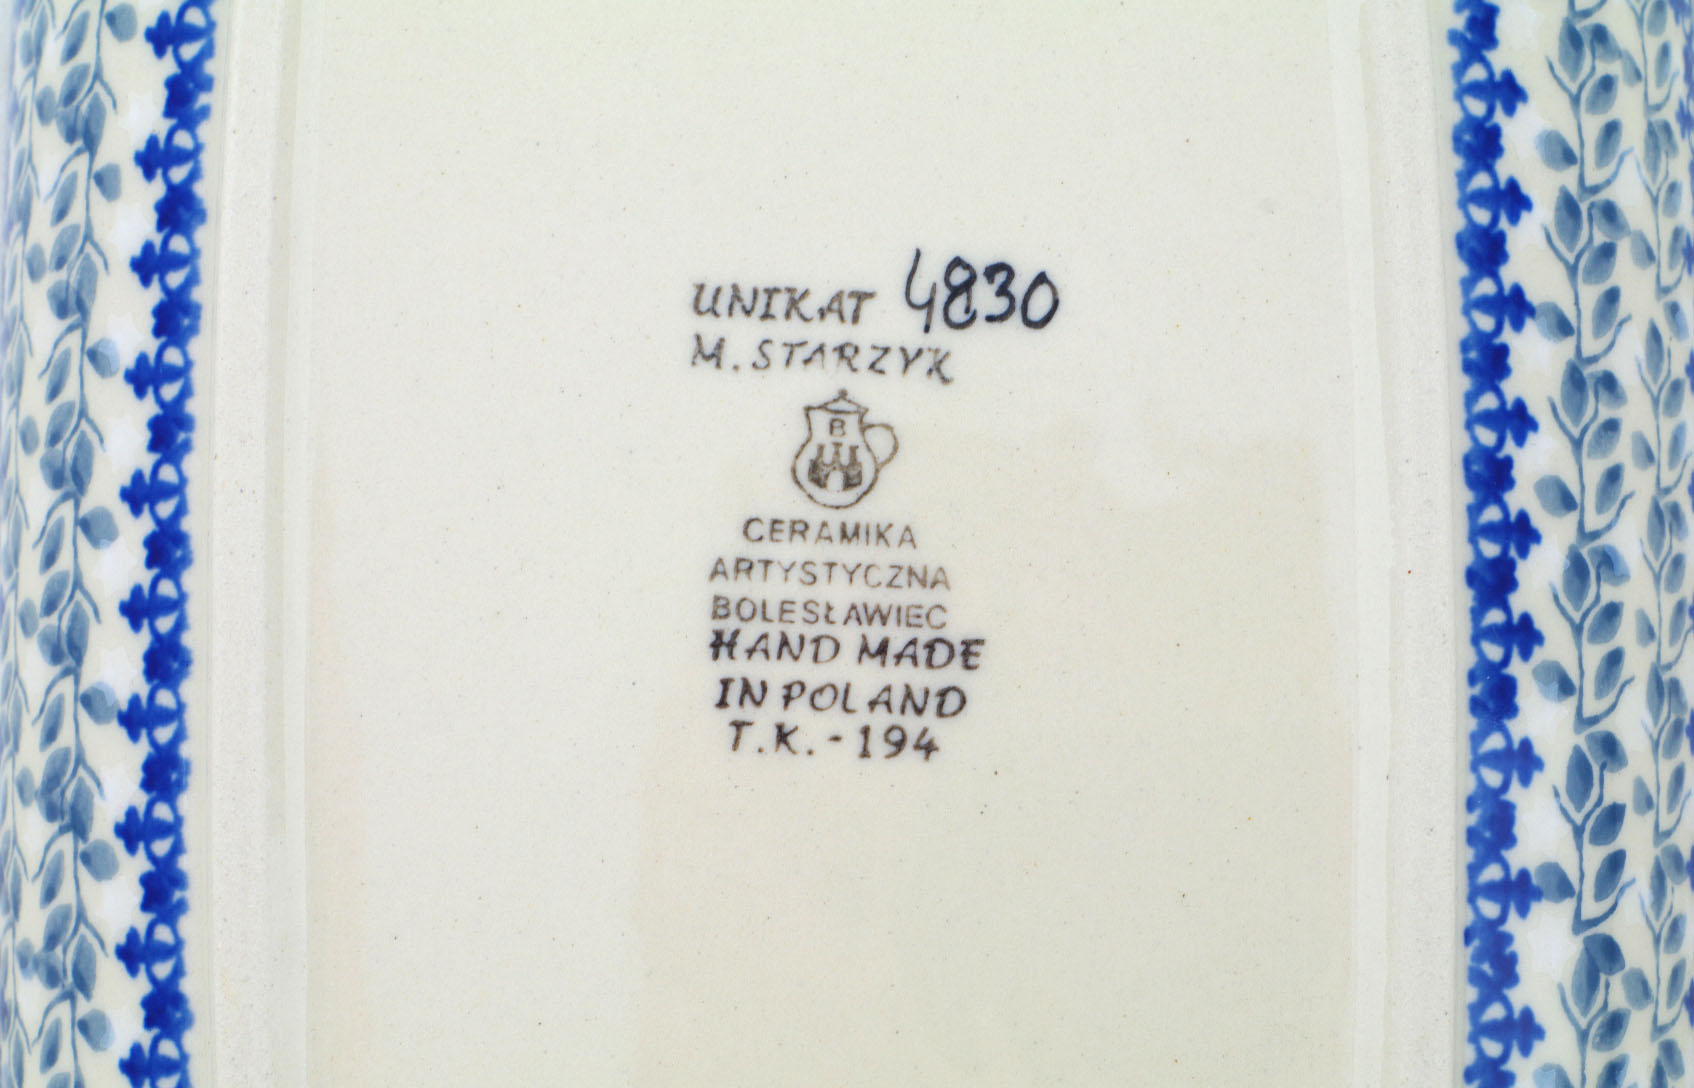 UNIKAT 4830
M. STARZYK
B
CERAMIKA
ARTYSTYCZNA
BOLESŁAWIEC
HAND MADE
IN POLAND
T.K.-194